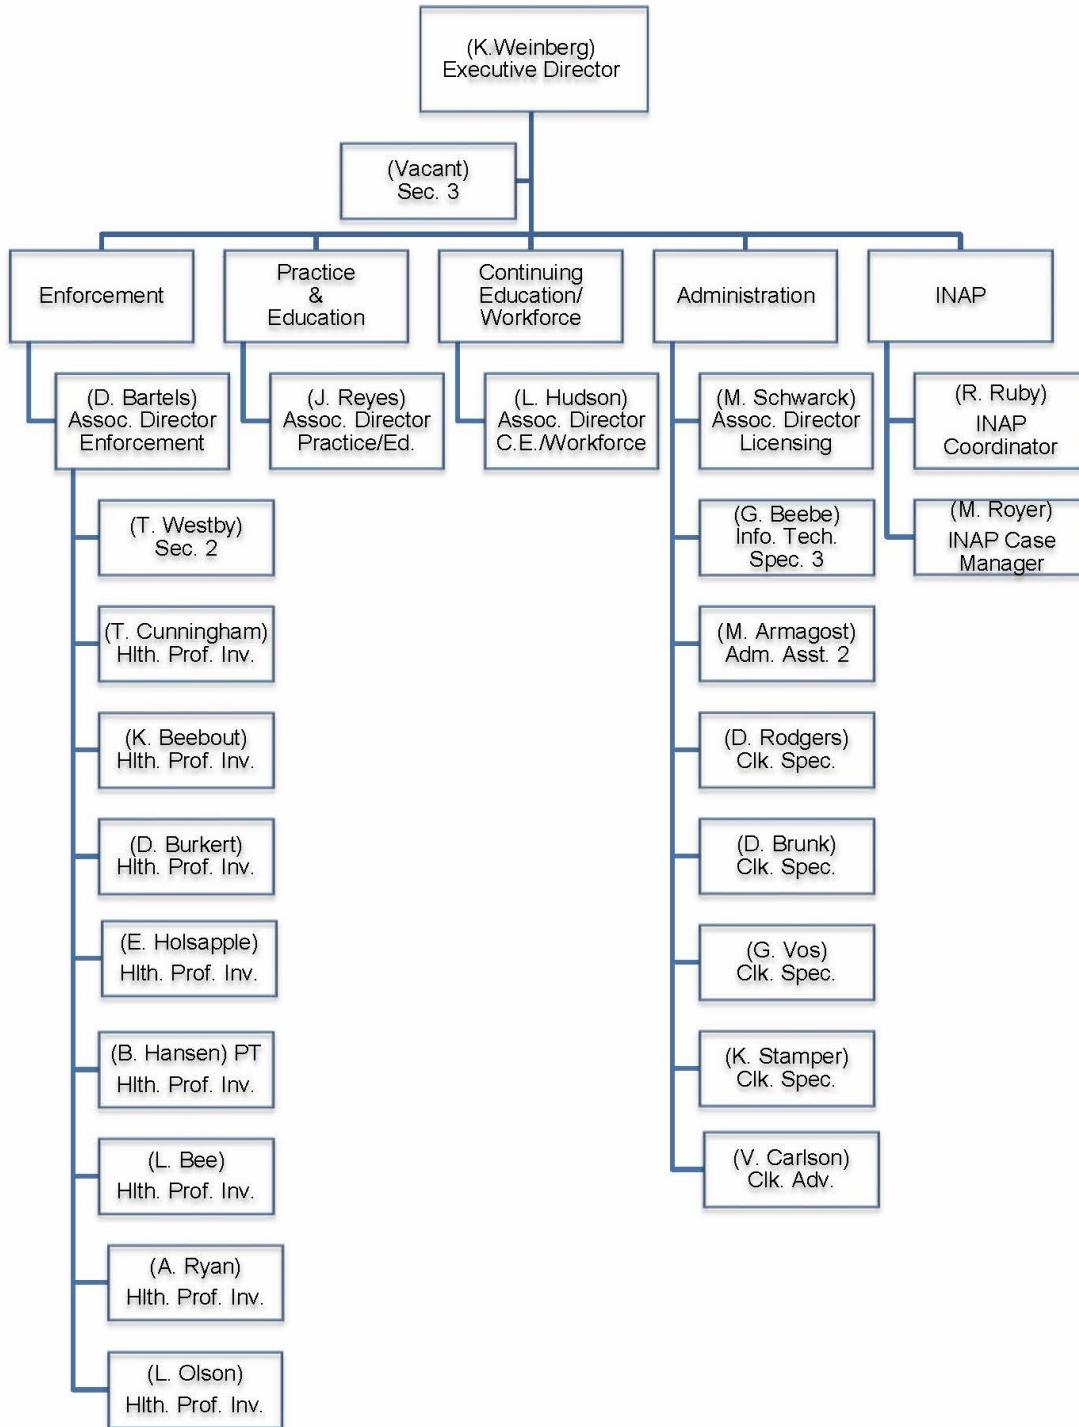 (K.Weinberg)
Executive Director
(Vacant)
Sec. 3
Enforcement
Practice
&
Education
Continuing
Education/
Workforce
Administration
INAP
(D. Bartels)
Assoc. Director
Enforcement
(J. Reyes)
Assoc. Director
Practice/Ed.
(L. Hudson)
Assoc. Director
C.E./Workforce
(M. Schwarck)
Assoc. Director
Licensing
(R. Ruby)
INAP
Coordinator
(T. Westby)
Sec. 2
(G. Beebe)
Info. Tech.
Spec. 3
(M. Royer)
INAP Case
Manager
(T. Cunningham)
Hlth. Prof. Inv.
(M. Armagost)
Adm. Asst. 2
(K. Beebout)
Hlth. Prof. Inv.
(D. Rodgers)
Clk. Spec.
(D. Burkert)
Hlth. Prof. Inv.
(D. Brunk)
Clk. Spec.
(E. Holsapple)
Hlth. Prof. Inv.
(G. Vos)
Clk. Spec.
(B. Hansen) PT
Hlth. Prof. Inv.
(K. Stamper)
Clk. Spec.
(L. Bee)
Hlth. Prof. Inv.
(V. Carlson)
Clk. Adv.
(A. Ryan)
Hlth. Prof. Inv.
(L. Olson)
Hlth. Prof. Inv.